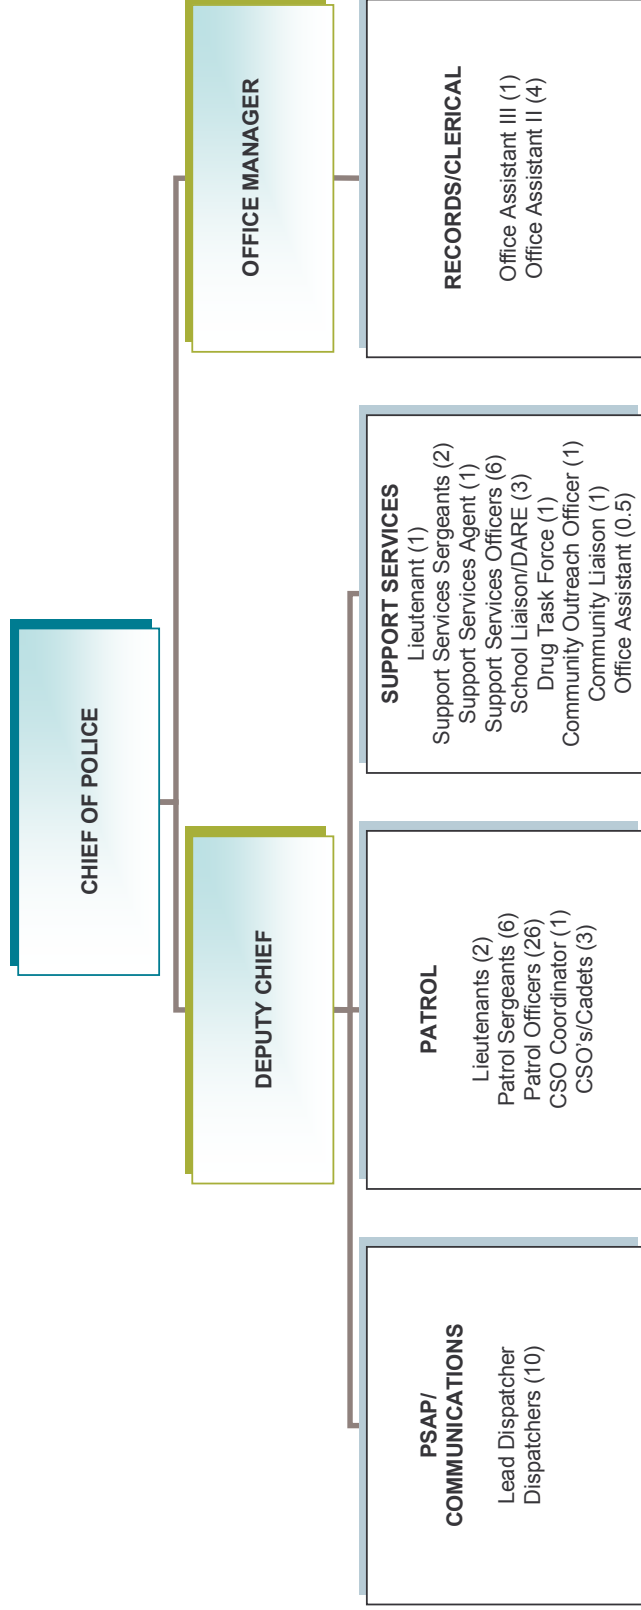 CHIEF OF POLICE
DEPUTY CHIEF
OFFICE MANAGER
PSAP/
COMMUNICATIONS
Lead Dispatcher
Dispatchers (10)
PATROL
Lieutenants (2)
Patrol Sergeants (6)
Patrol Officers (26)
CSO Coordinator (1)
CSO’s/Cadets (3)
SUPPORT SERVICES
Lieutenant (1)
Support Services Sergeants (2)
Support Services Agent (1)
Support Services Officers (6)
School Liaison/DARE (3)
Drug Task Force (1)
Community Outreach Officer (1)
Community Liaison (1)
Office Assistant (0.5)
RECORDS/CLERICAL
Office Assistant III (1)
Office Assistant II (4)